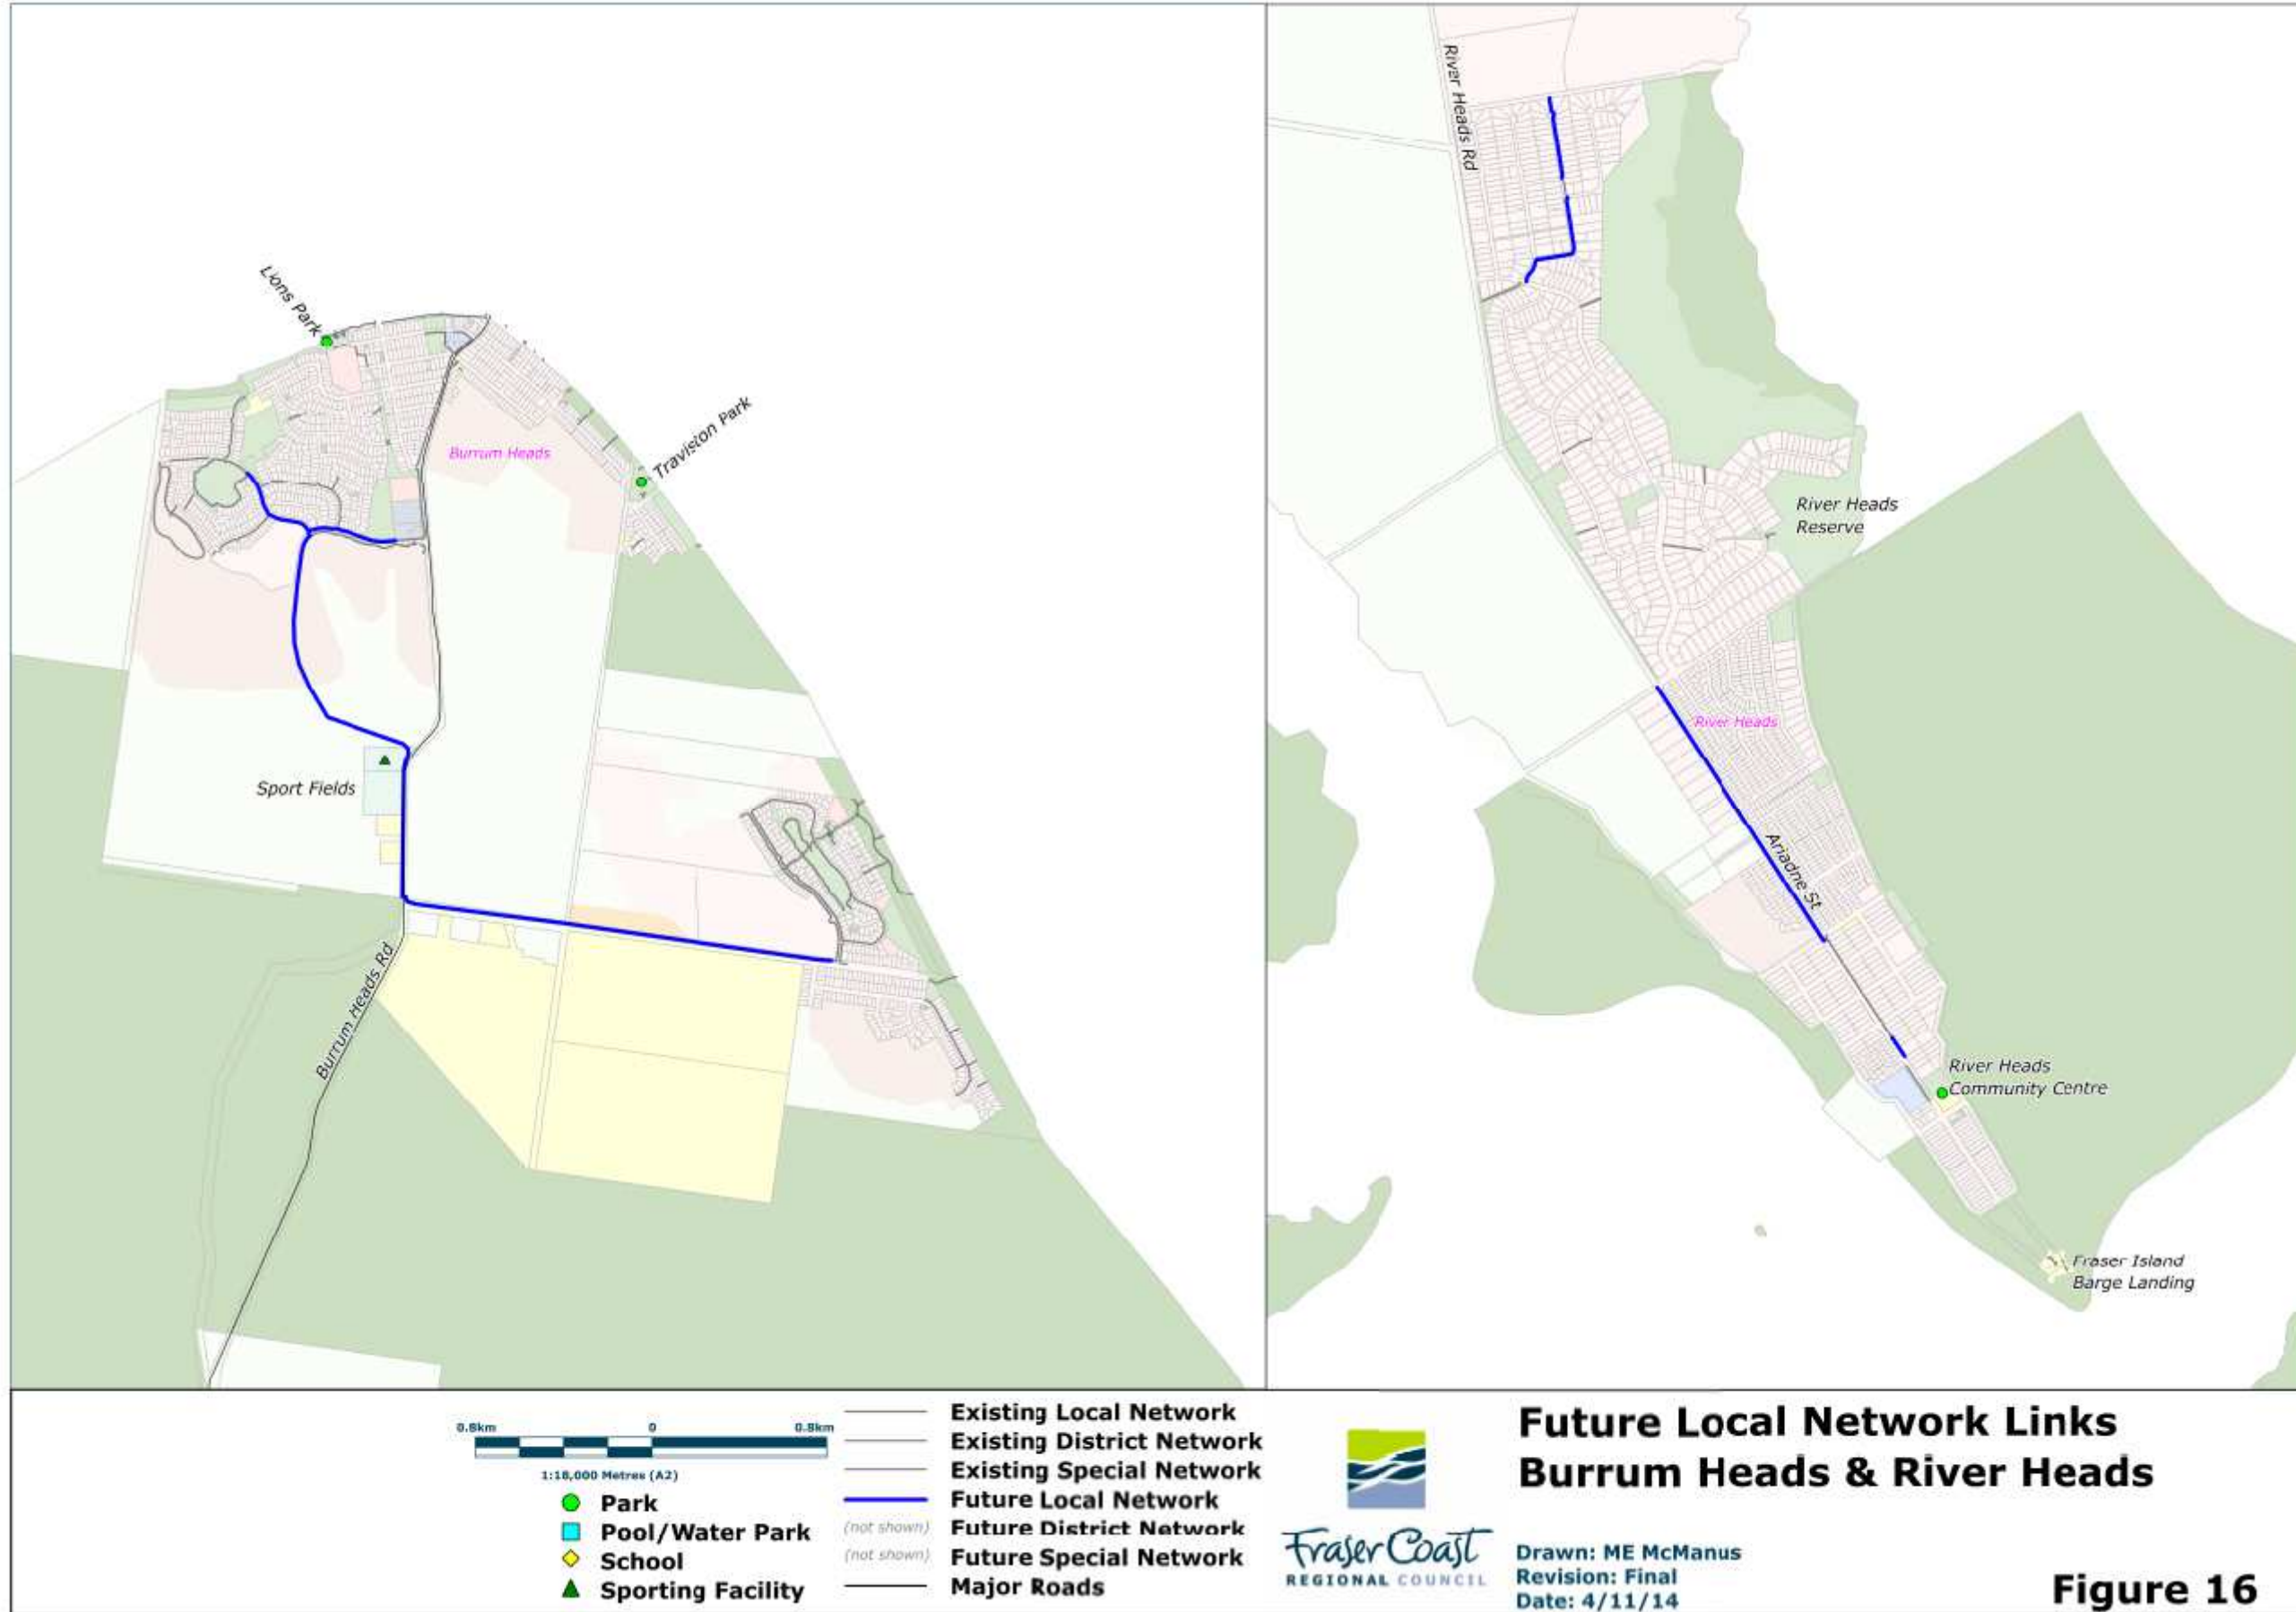 River Heads Rd
Lions Park
Traviston Park
Burrum Heads
River Heads
Reserve
River Heads
Sport Fields
Ariadne St
Burrum Heads Rd
River Heads
Community Centre
Fraser Island
Barge Landing
0.8km 0 0.8km
1:18,000 Metres (A2)
Park
Pool/Water Park
School
Sporting Facility
Existing Local Network
Existing District Network
Existing Special Network
Future Local Network
(not shown) Future District Network
(not shown) Future Special Network
Major Roads
Fraser Coast
REGIONAL COUNCIL
Future Local Network Links
Burrum Heads & River Heads
Drawn: ME McManus
Revision: Final
Date: 4/11/14
Figure 16